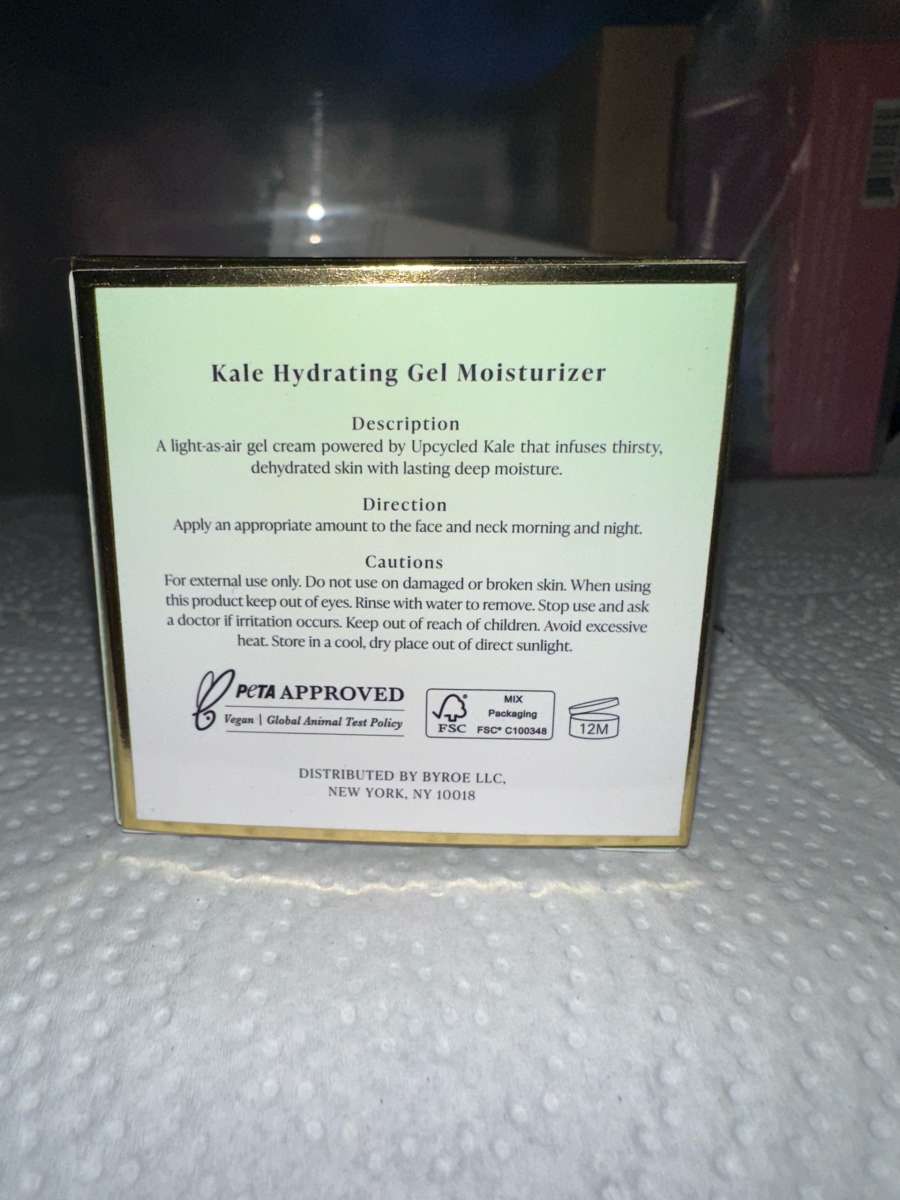 Kale Hydrating Gel Moisturizer
Description
A light-as-air gel cream powered by Upcycled Kale that infuses thirsty,
dehydrated skin with lasting deep moisture.
Direction
Apply an appropriate amount to the face and neck morning and night.
Cautions
For external use only. Do not use on damaged or broken skin. When using
this product keep out of eyes. Rinse with water to remove. Stop use and ask
a doctor if irritation occurs. Keep out of reach of children. Avoid excessive
heat. Store in a cool, dry place out of direct sunlight.
PETA APPROVED
Vegan | Global Animal Test Policy
FSC
MIX
Packaging
FSC® C100348
12M
DISTRIBUTED BY BYROE LLC,
NEW YORK, NY 10018